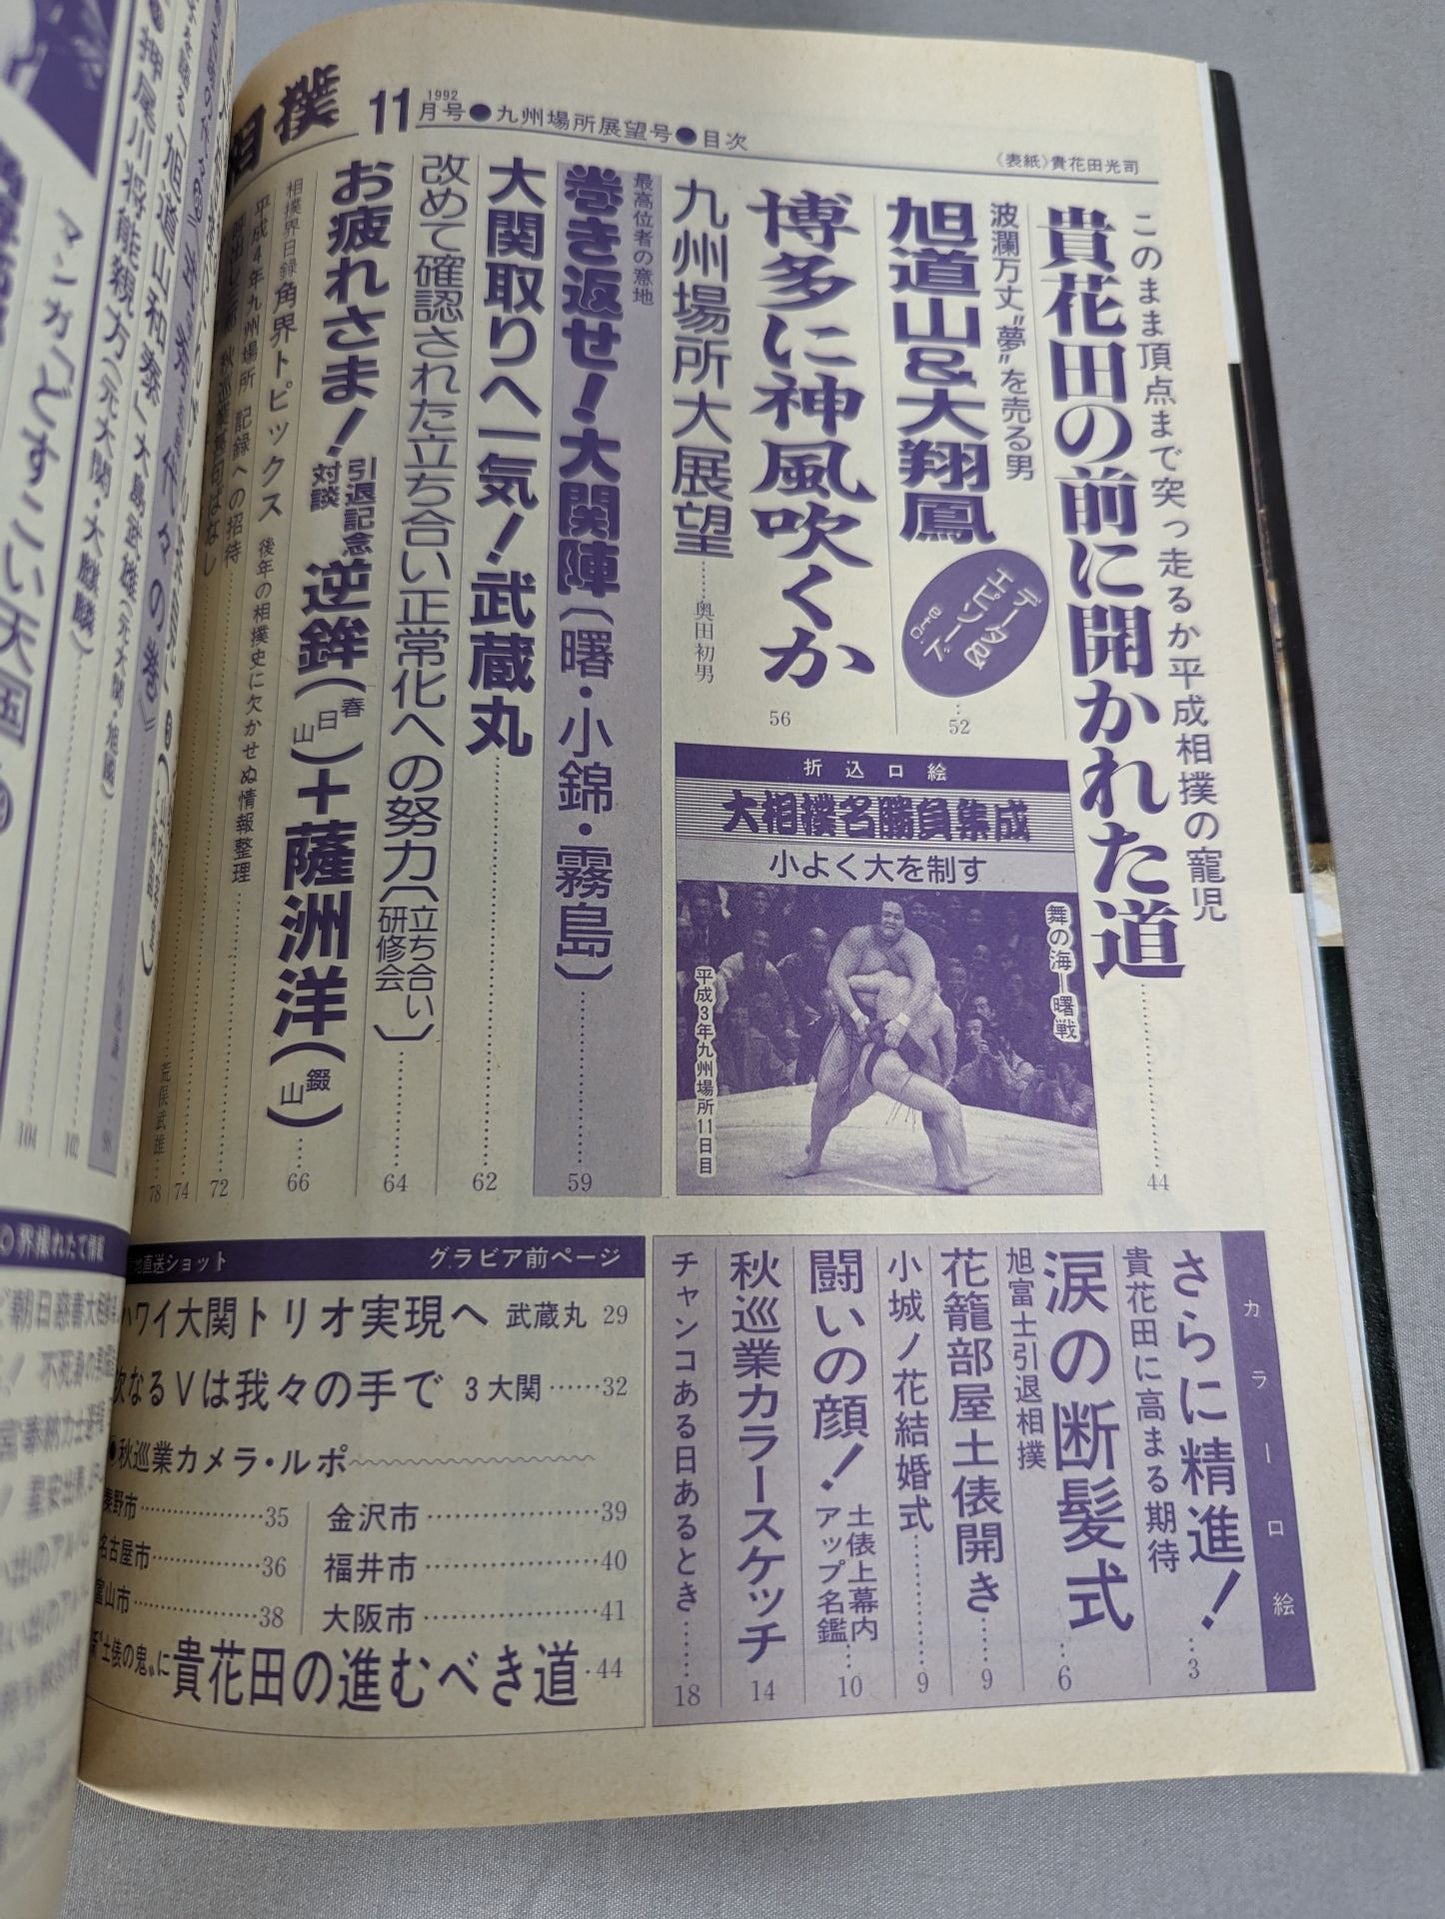 相撲 11月号 1992 ●九州場所展望号●目次
《表紙》貴花田光司
このまま頂点まで突っ走るか平成相撲の寵児
貴花田の前に開かれた道……44
波瀾万丈〝夢〟を売る男
旭道山&大翔鳳
データ&エピソード etc.
52
博多に神風吹くか
56
九州場所大展望……奥田初男
折込口絵
大相撲名勝負集成
小よく大を制す
舞の海―曙戦
平成3年九州場所11日目
最高位者の意地
巻き返せ!大関陣〔曙・小錦・霧島〕……59
大関取りへ一気!武蔵丸……62
改めて確認された立ち合い正常化への努力〔立ち合い研修会〕……64
お疲れさま!引退記念対談 逆鉾(春日山)+薩洲洋(錣山)……66
相撲界日録 角界トピックス 後年の相撲史に欠かせぬ情報整理……72
平成4年九州場所 記録への招待……74
荒俣武雄…78
押尾川将能親方(元大関・大麒麟)
マンガ/どすこい天国
98
102
104
カラー口絵
さらに精進!…3
貴花田に高まる期待
涙の断髪式…6
旭富士引退相撲
花籠部屋土俵開き……9
小城ノ花結婚式……9
闘いの顔!土俵上幕内アップ名鑑…10
秋巡業カラースケッチ 14
チャンコある日あるとき……18
直送ショット グラビア前ページ
ハワイ大関トリオ実現へ 武蔵丸 29
次なるVは我々の手で 3大関……32
●秋巡業カメラ・ルポ
秦野市……35
名古屋市……36
富山市……38
金沢市……39
福井市……40
大阪市……41
〝土俵の鬼〟に貴花田の進むべき道・44